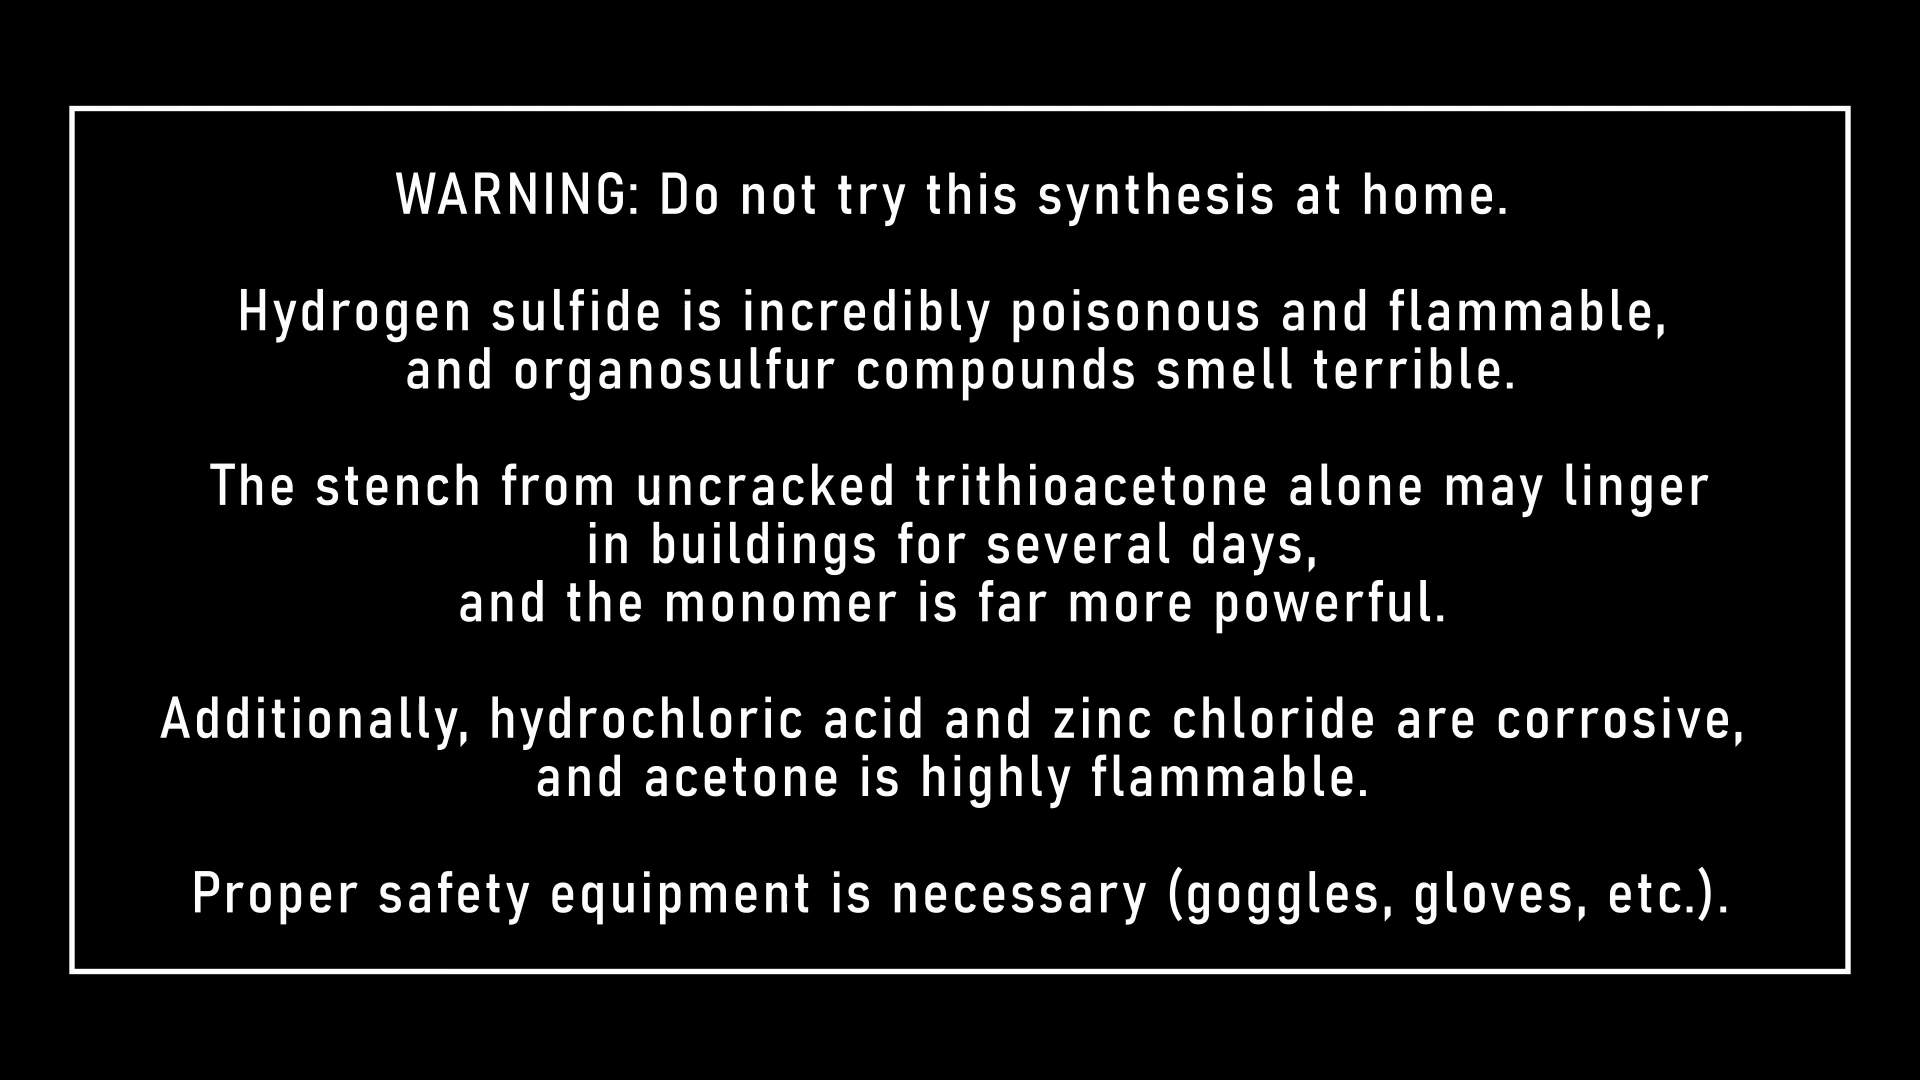 WARNING: Do not try this synthesis at home.
Hydrogen sulfide is incredibly poisonous and flammable,
and organosulfur compounds smell terrible.
The stench from uncracked trithioacetone alone may linger
in buildings for several days,
and the monomer is far more powerful.
Additionally, hydrochloric acid and zinc chloride are corrosive,
and acetone is highly flammable.
Proper safety equipment is necessary (goggles, gloves, etc.).